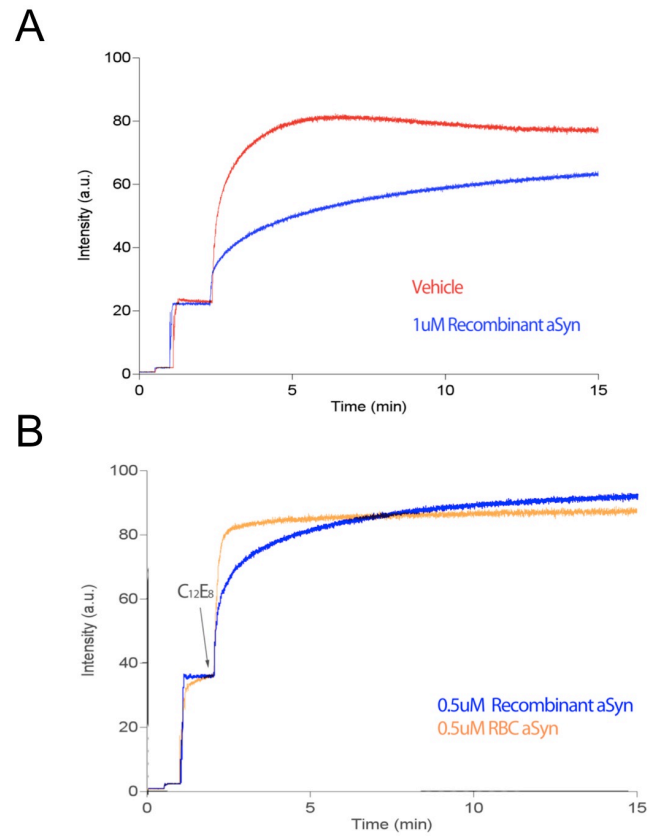 A
100
80
60
40
20
0
Intensity (a.u.)
Vehicle
1uM Recombinant aSyn
0 5 10 15
Time (min)
B
100
80
60
40
20
0
Intensity (a.u.)
C12E8
0.5uM Recombinant aSyn
0.5uM RBC aSyn
0 5 10 15
Time (min)